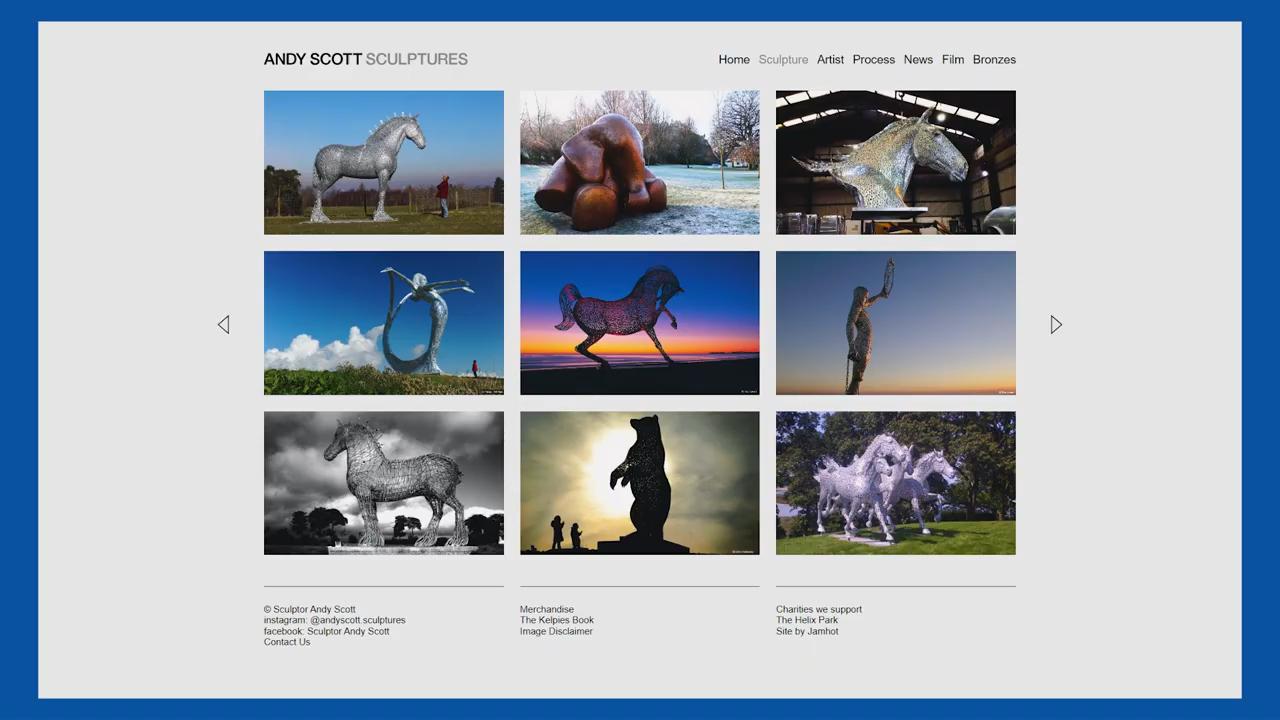 ANDY SCOTT SCULPTURES
Home Sculpture Artist Process News Film Bronzes
© Sculptor Andy Scott
instagram: @andyscott.sculptures
facebook: Sculptor Andy Scott
Contact Us
Merchandise
The Kelpies Book
Image Disclaimer
Charities we support
The Helix Park
Site by Jamhot